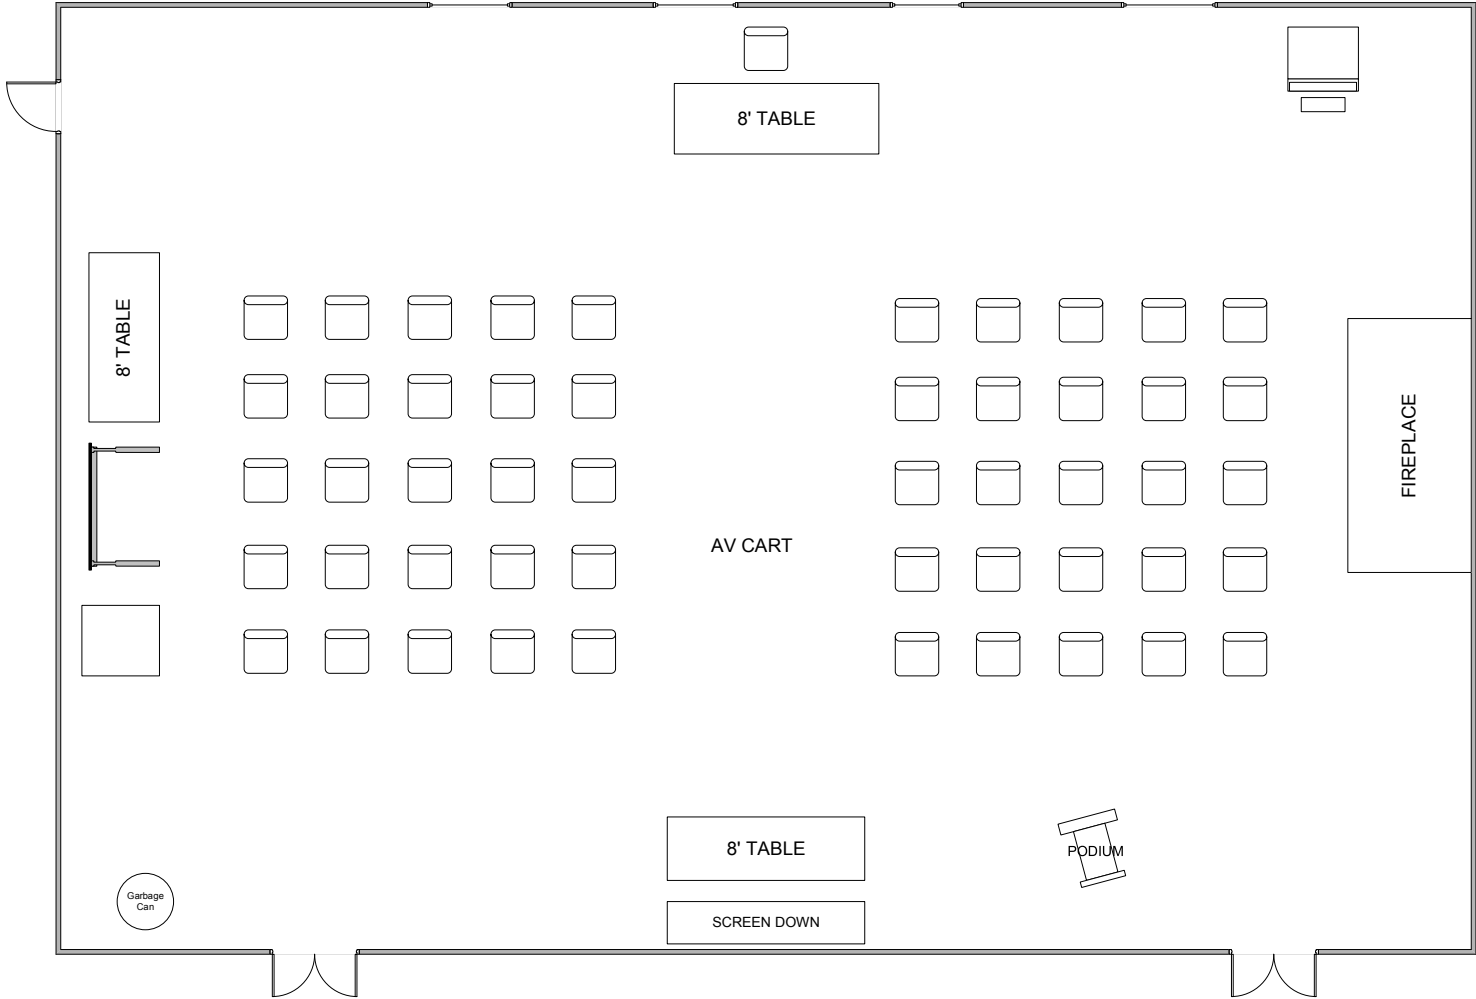 8' TABLE
8' TABLE
FIREPLACE
AV CART
8' TABLE
PODIUM
Garbage
Can
SCREEN DOWN